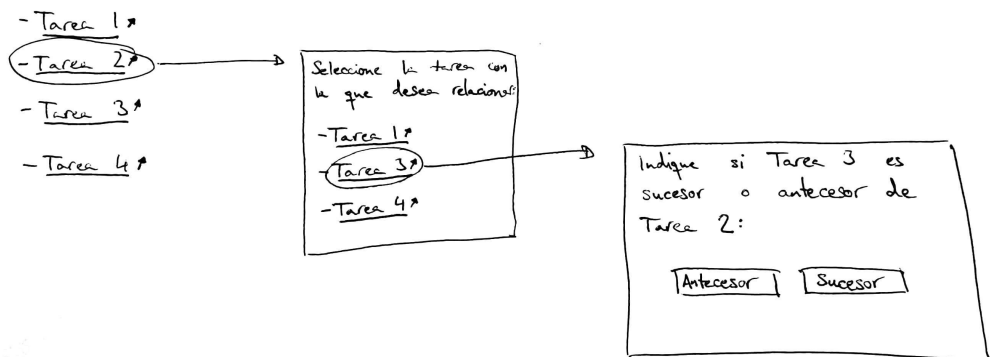 - Tarea 1
- Tarea 2
- Tarea 3
- Tarea 4
Seleccione la tarea con
la que desea relacionar:
- Tarea 1
- Tarea 3
- Tarea 4
Indique si Tarea 3 es
sucesor o antecesor de
Tarea 2:
Antecesor
Sucesor